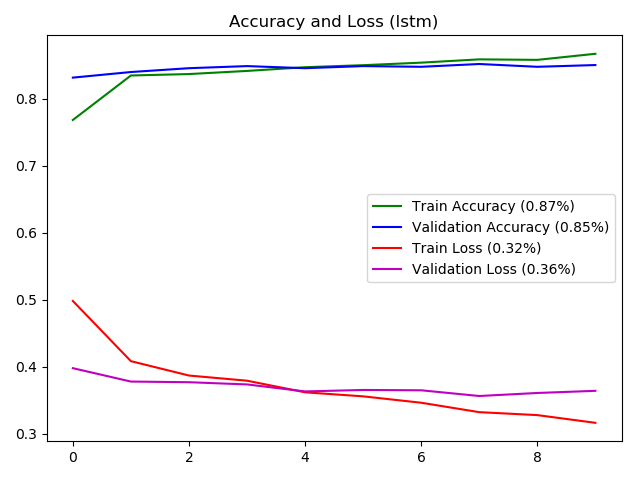 Accuracy and Loss (lstm)
0.8
0.7
0.6
0.5
0.4
0.3
Train Accuracy (0.87%)
Validation Accuracy (0.85%)
Train Loss (0.32%)
Validation Loss (0.36%)
0 2 4 6 8